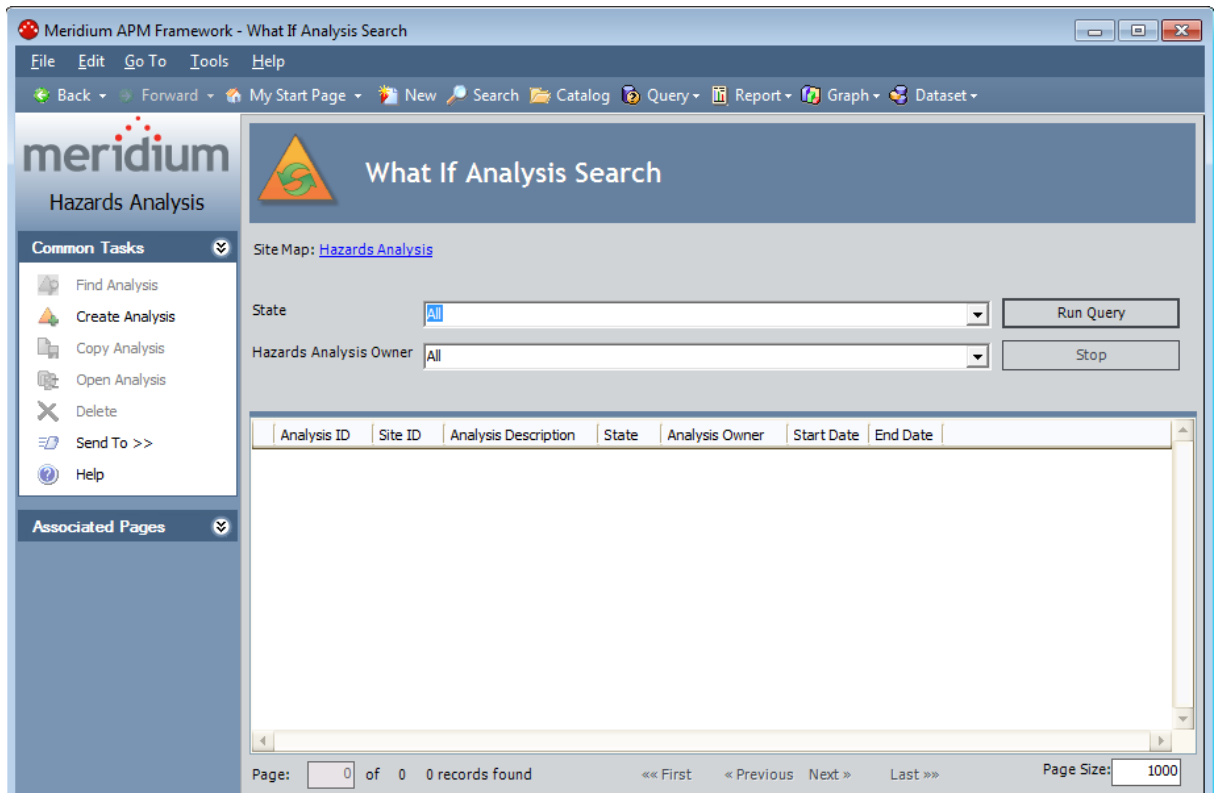 Meridium APM Framework - What If Analysis Search
File Edit Go To Tools Help
Back Forward My Start Page New Search Catalog Query Report Graph Dataset
meridium
Hazards Analysis
Common Tasks
Find Analysis
Create Analysis
Copy Analysis
Open Analysis
Delete
Send To >>
Help
Associated Pages
What If Analysis Search
Site Map: Hazards Analysis
State All Run Query
Hazards Analysis Owner All Stop
Analysis ID Site ID Analysis Description State Analysis Owner Start Date End Date
Page: 0 of 0 0 records found «« First « Previous Next » Last »» Page Size: 1000